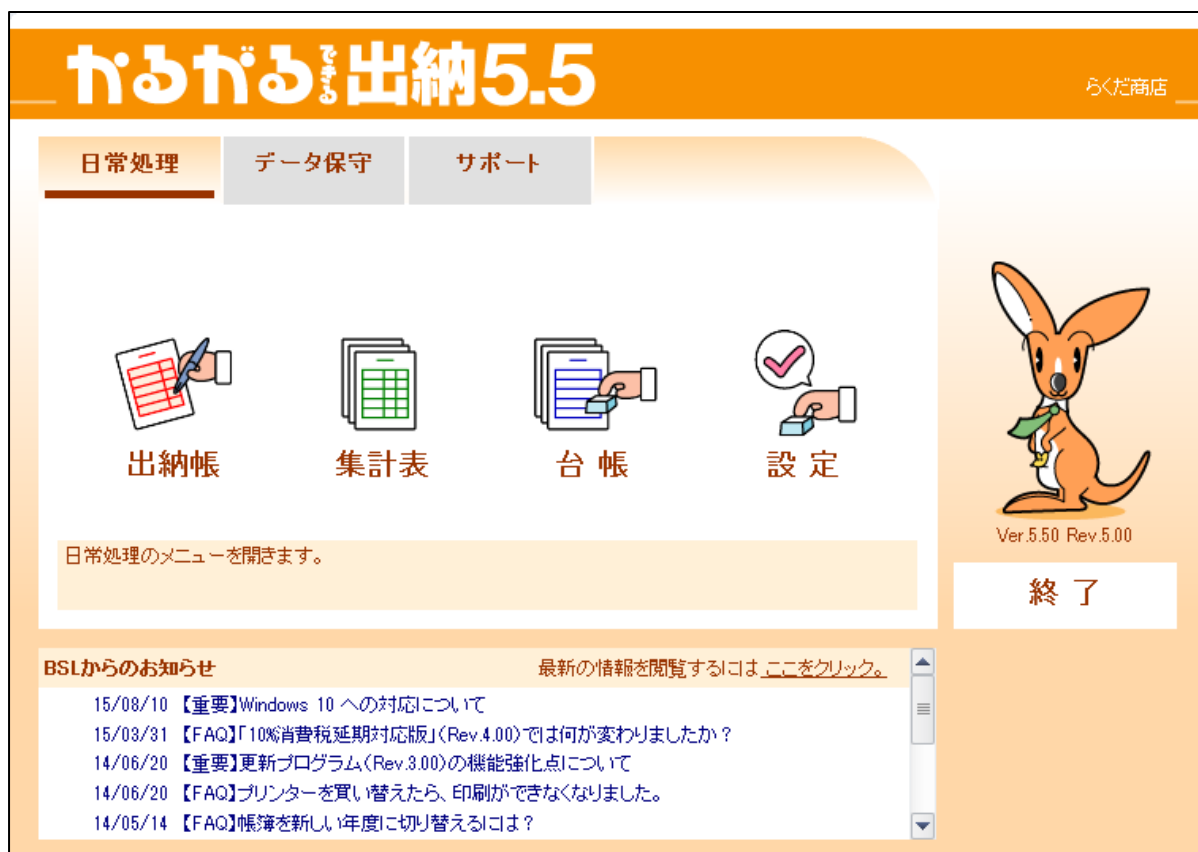 かるがるできる出納5.5
らくだ商店
日常処理 データ保守 サポート
出納帳 集計表 台帳 設定
Ver.5.50 Rev.5.00
日常処理のメニューを開きます。
終了
BSLからのお知らせ 最新の情報を閲覧するには ここをクリック。
15/08/10 【重要】Windows 10 への対応について
15/03/31 【FAQ】「10%消費税延期対応版」(Rev.4.00)では何が変わりましたか？
14/06/20 【重要】更新プログラム(Rev.3.00)の機能強化点について
14/06/20 【FAQ】プリンターを買い替えたら、印刷ができなくなりました。
14/05/14 【FAQ】帳簿を新しい年度に切り替えるには？